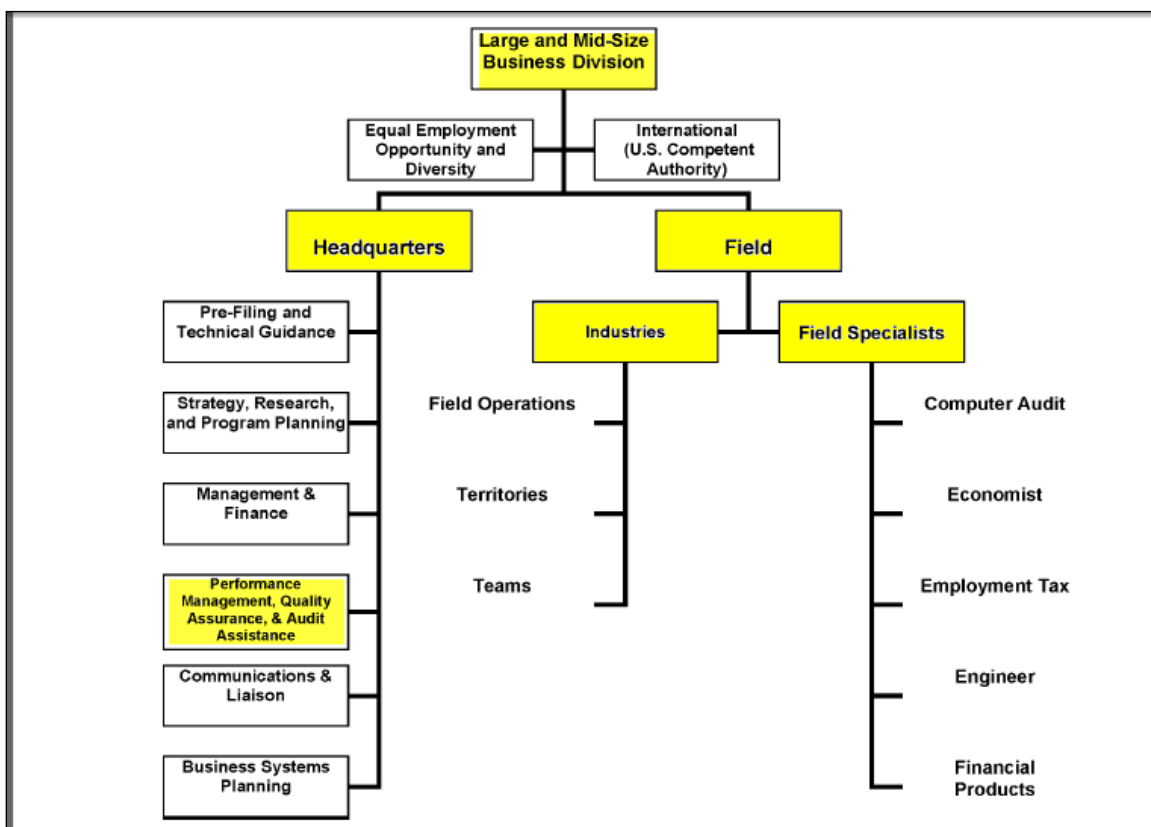 Large and Mid-Size
Business Division
Equal Employment
Opportunity and
Diversity
International
(U.S. Competent
Authority)
Headquarters
Field
Pre-Filing and
Technical Guidance
Strategy, Research,
and Program Planning
Management &
Finance
Performance
Management, Quality
Assurance, & Audit
Assistance
Communications &
Liaison
Business Systems
Planning
Industries
Field Operations
Territories
Teams
Field Specialists
Computer Audit
Economist
Employment Tax
Engineer
Financial
Products